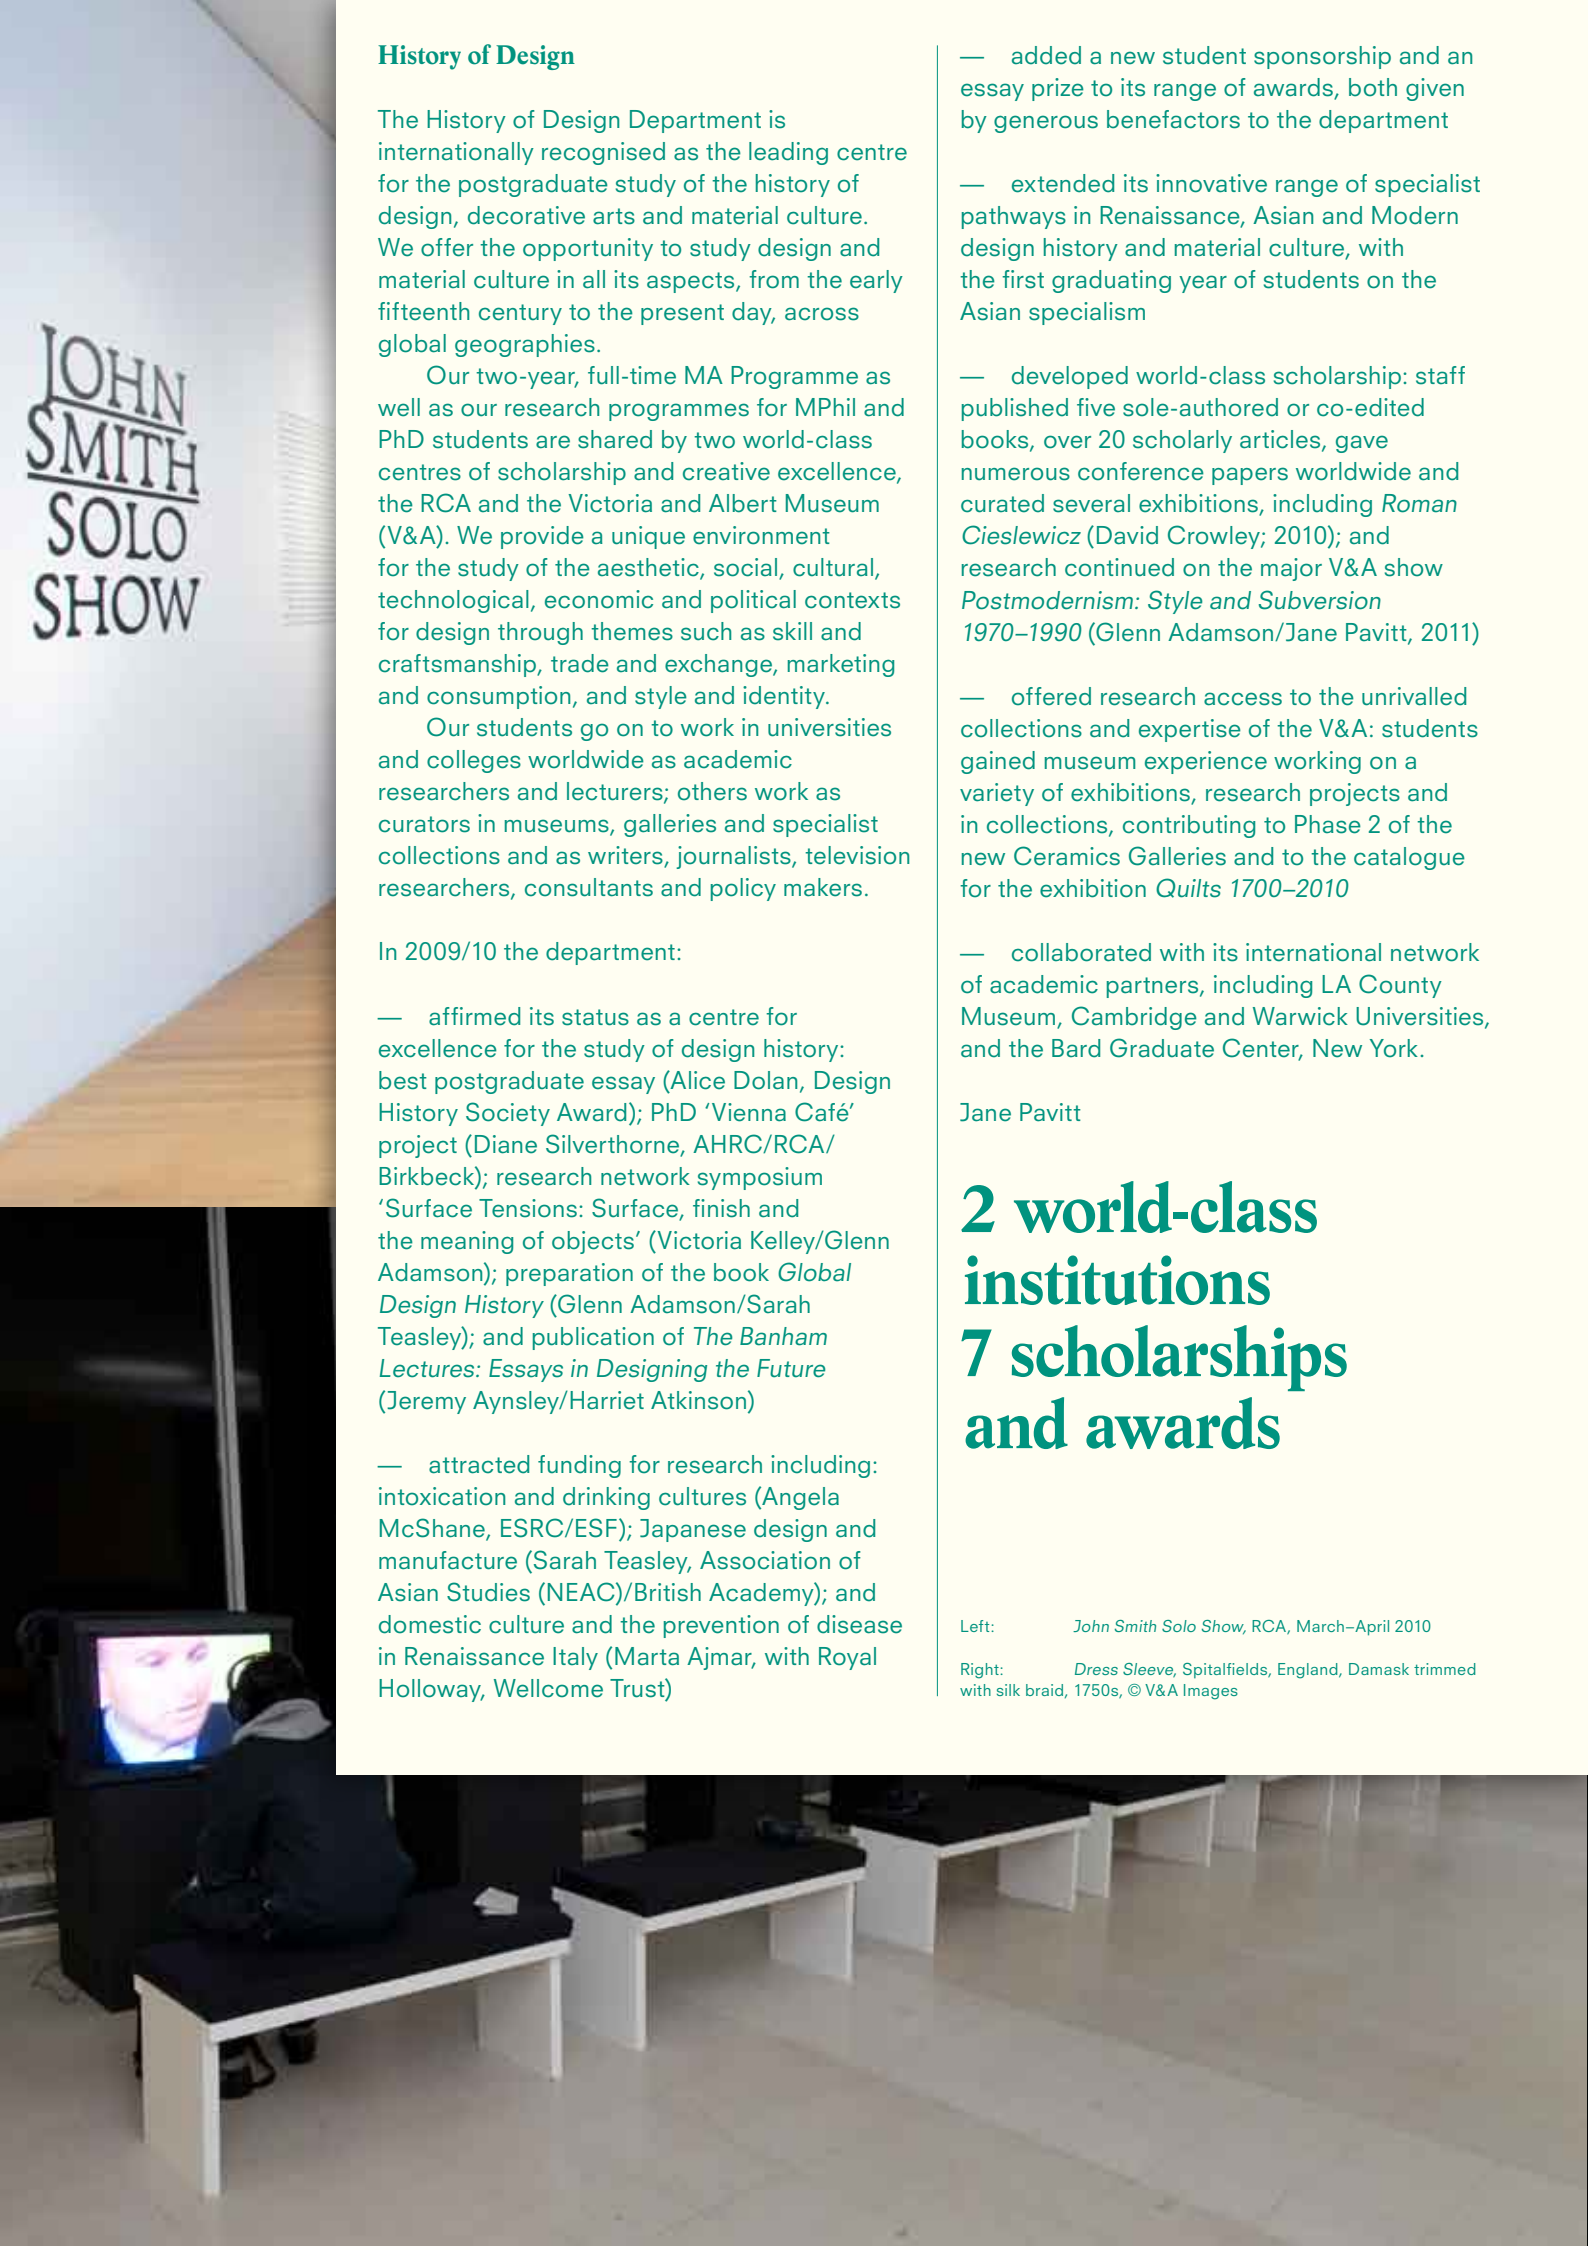 JOHN
SMITH
SOLO
SHOW
History of Design
The History of Design Department is
internationally recognised as the leading centre
for the postgraduate study of the history of
design, decorative arts and material culture.
We offer the opportunity to study design and
material culture in all its aspects, from the early
fifteenth century to the present day, across
global geographies.
Our two-year, full-time MA Programme as
well as our research programmes for MPhil and
PhD students are shared by two world-class
centres of scholarship and creative excellence,
the RCA and the Victoria and Albert Museum
(V&A). We provide a unique environment
for the study of the aesthetic, social, cultural,
technological, economic and political contexts
for design through themes such as skill and
craftsmanship, trade and exchange, marketing
and consumption, and style and identity.
Our students go on to work in universities
and colleges worldwide as academic
researchers and lecturers; others work as
curators in museums, galleries and specialist
collections and as writers, journalists, television
researchers, consultants and policy makers.
In 2009/10 the department:
— affirmed its status as a centre for
excellence for the study of design history:
best postgraduate essay (Alice Dolan, Design
History Society Award); PhD ‘Vienna Café’
project (Diane Silverthorne, AHRC/RCA/
Birkbeck); research network symposium
‘Surface Tensions: Surface, finish and
the meaning of objects’ (Victoria Kelley/Glenn
Adamson); preparation of the book Global
Design History (Glenn Adamson/Sarah
Teasley); and publication of The Banham
Lectures: Essays in Designing the Future
(Jeremy Aynsley/Harriet Atkinson)
— attracted funding for research including:
intoxication and drinking cultures (Angela
McShane, ESRC/ESF); Japanese design and
manufacture (Sarah Teasley, Association of
Asian Studies (NEAC)/British Academy); and
domestic culture and the prevention of disease
in Renaissance Italy (Marta Ajmar, with Royal
Holloway, Wellcome Trust)
— added a new student sponsorship and an
essay prize to its range of awards, both given
by generous benefactors to the department
— extended its innovative range of specialist
pathways in Renaissance, Asian and Modern
design history and material culture, with
the first graduating year of students on the
Asian specialism
— developed world-class scholarship: staff
published five sole-authored or co-edited
books, over 20 scholarly articles, gave
numerous conference papers worldwide and
curated several exhibitions, including Roman
Cieslewicz (David Crowley; 2010); and
research continued on the major V&A show
Postmodernism: Style and Subversion
1970–1990 (Glenn Adamson/Jane Pavitt, 2011)
— offered research access to the unrivalled
collections and expertise of the V&A: students
gained museum experience working on a
variety of exhibitions, research projects and
in collections, contributing to Phase 2 of the
new Ceramics Galleries and to the catalogue
for the exhibition Quilts 1700–2010
— collaborated with its international network
of academic partners, including LA County
Museum, Cambridge and Warwick Universities,
and the Bard Graduate Center, New York.
Jane Pavitt
2 world-class
institutions
7 scholarships
and awards
Left: John Smith Solo Show, RCA, March–April 2010
Right: Dress Sleeve, Spitalfields, England, Damask trimmed
with silk braid, 1750s, © V&A Images